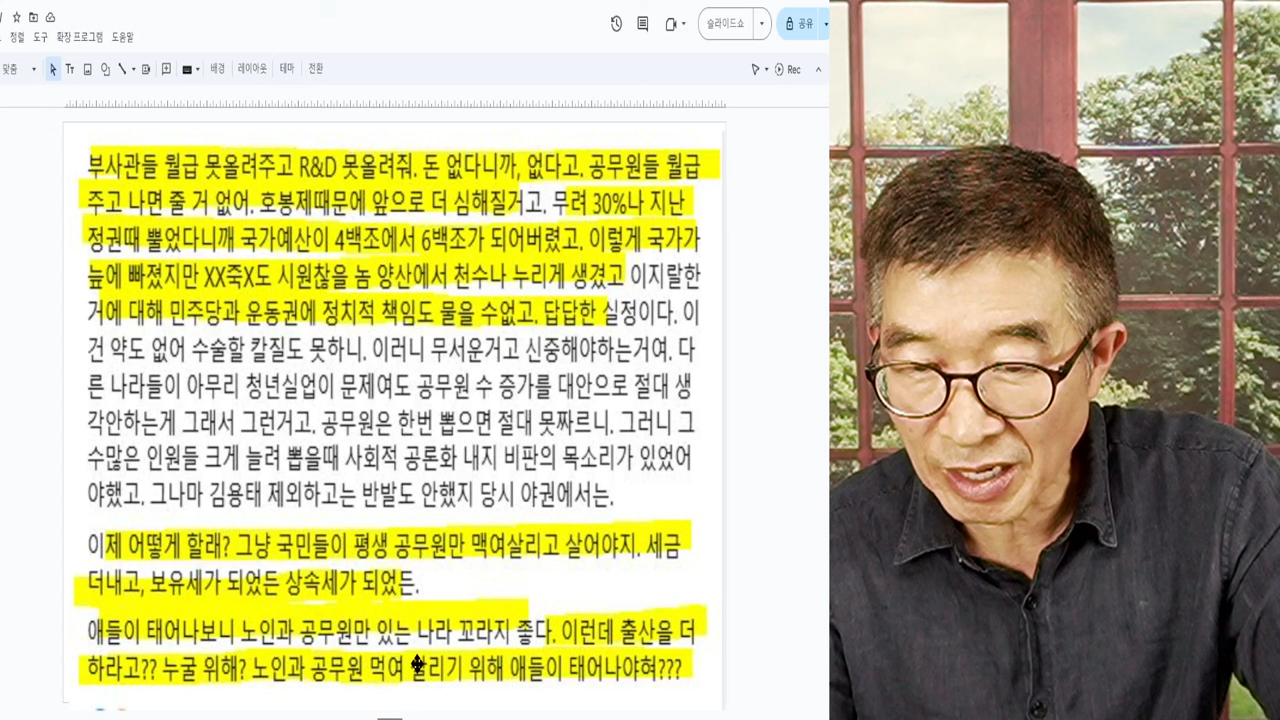 정렬 도구 확장 프로그램 도움말
슬라이드쇼
공유
맞춤
Tт
배경 레이아웃 테마 전환
Rec
부사관들 월급 못올려주고 R&D 못올려줘. 돈 없다니까, 없다고. 공무원들 월급
주고 나면 줄 거 없어. 호봉제때문에 앞으로 더 심해질거고. 무려 30%나 지난
정권때 뿔었다니깨 국가예산이 4백조에서 6백조가 되어버렸고. 이렇게 국가가
늪에 빠졌지만 XX죽X도 시원찮을 놈 양산에서 천수나 누리게 생겼고 이지랄한
거에 대해 민주당과 운동권에 정치적 책임도 물을 수없고. 답답한 실정이다. 이
건 약도 없어 수술할 칼질도 못하니. 이러니 무서운거고 신중해야하는거여. 다
른 나라들이 아무리 청년실업이 문제여도 공무원 수 증가를 대안으로 절대 생
각안하는게 그래서 그런거고. 공무원은 한번 뽑으면 절대 못짜르니. 그러니 그
수많은 인원들 크게 늘려 뽑을때 사회적 공론화 내지 비판의 목소리가 있었어
야했고. 그나마 김용태 제외하고는 반발도 안했지 당시 야권에서는.
이제 어떻게 할래? 그냥 국민들이 평생 공무원만 맥여살리고 살어야지. 세금
더내고, 보유세가 되었든 상속세가 되었든.
애들이 태어나보니 노인과 공무원만 있는 나라 꼬라지 좋다. 이런데 출산을 더
하라고?? 누굴 위해? 노인과 공무원 먹여 살리기 위해 애들이 태어나야혀???